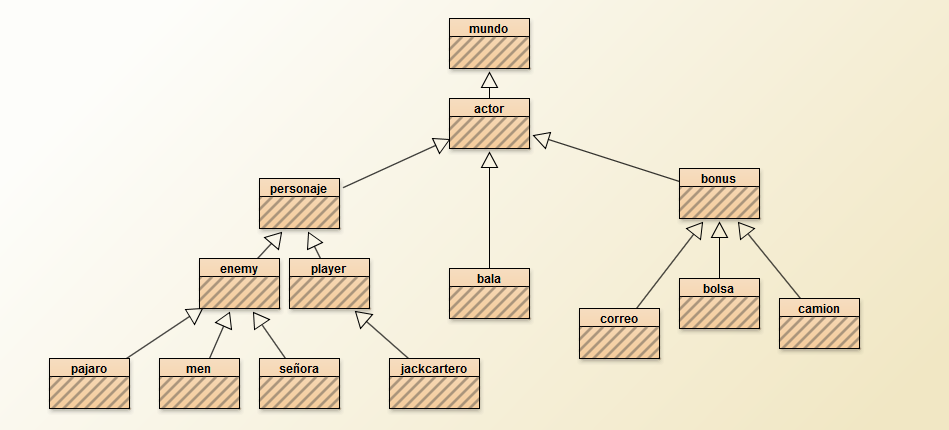 mundo
actor
personaje
bonus
enemy
player
bala
bolsa
correo
camion
pajaro
men
señora
jackcartero